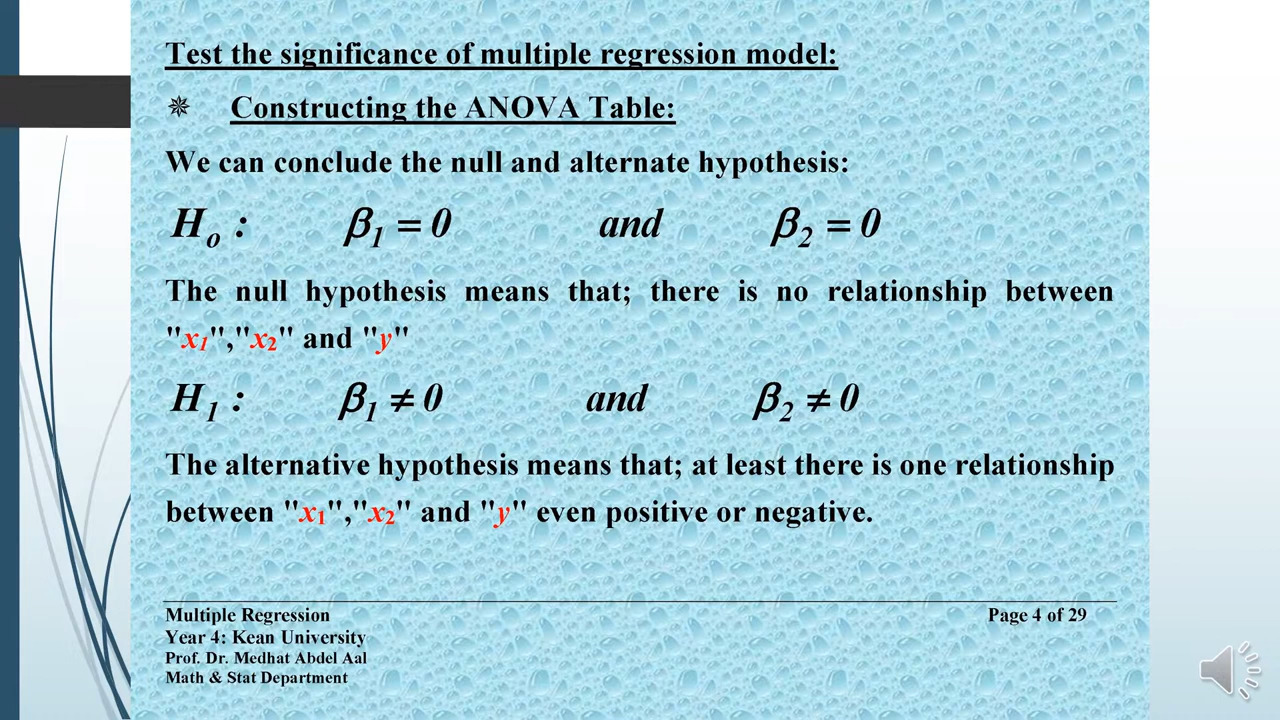 Test the significance of multiple regression model:
✵ Constructing the ANOVA Table:
We can conclude the null and alternate hypothesis:
Hₒ : β₁ = 0 and β₂ = 0
The null hypothesis means that; there is no relationship between
"x₁","x₂" and "y"
H₁ : β₁ ≠ 0 and β₂ ≠ 0
The alternative hypothesis means that; at least there is one relationship
between "x₁","x₂" and "y" even positive or negative.
Multiple Regression Page 4 of 29
Year 4: Kean University
Prof. Dr. Medhat Abdel Aal
Math & Stat Department